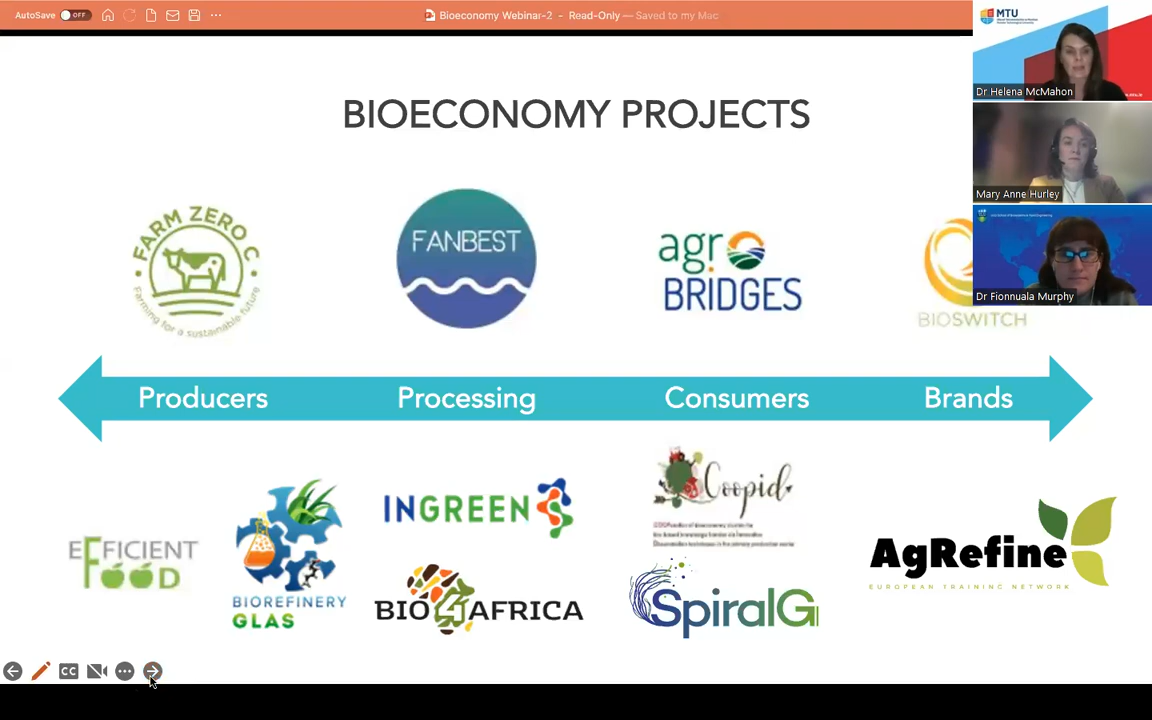 AutoSave OFF
Bioeconomy Webinar-2 - Read-Only — Saved to my Mac
MTU
Dr Helena McMahon
Mary Anne Hurley
Dr Fionnuala Murphy
BIOECONOMY PROJECTS
FARM ZERO C
Farming for a sustainable future
FANBEST
agr
BRIDGES
BIOSWITCH
Producers Processing Consumers Brands
EFFICIENT
FOOD
BIOREFINERY
GLAS
INGREEN
BIO4AFRICA
Coopid
SpiralG
AgRefine
EUROPEAN TRAINING NETWORK
CC